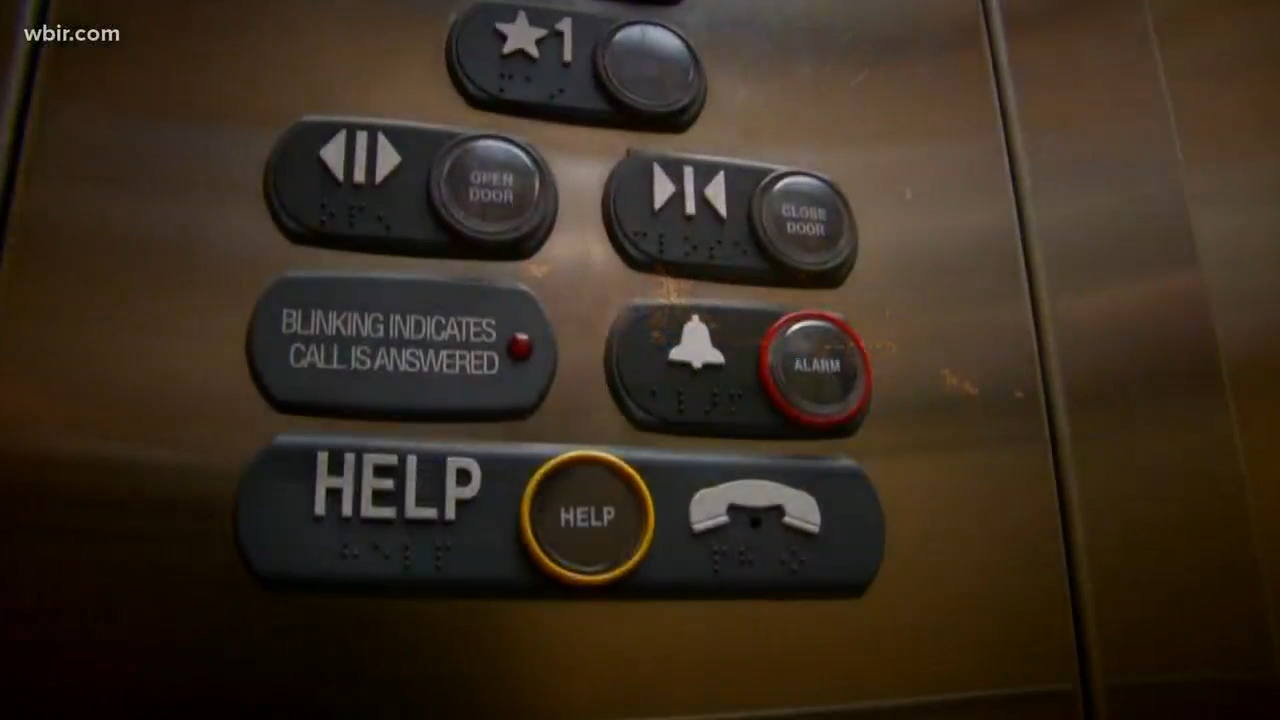 wbir.com
★1
OPEN
DOOR
CLOSE
DOOR
BLINKING INDICATES
CALL IS ANSWERED
ALARM
HELP
HELP